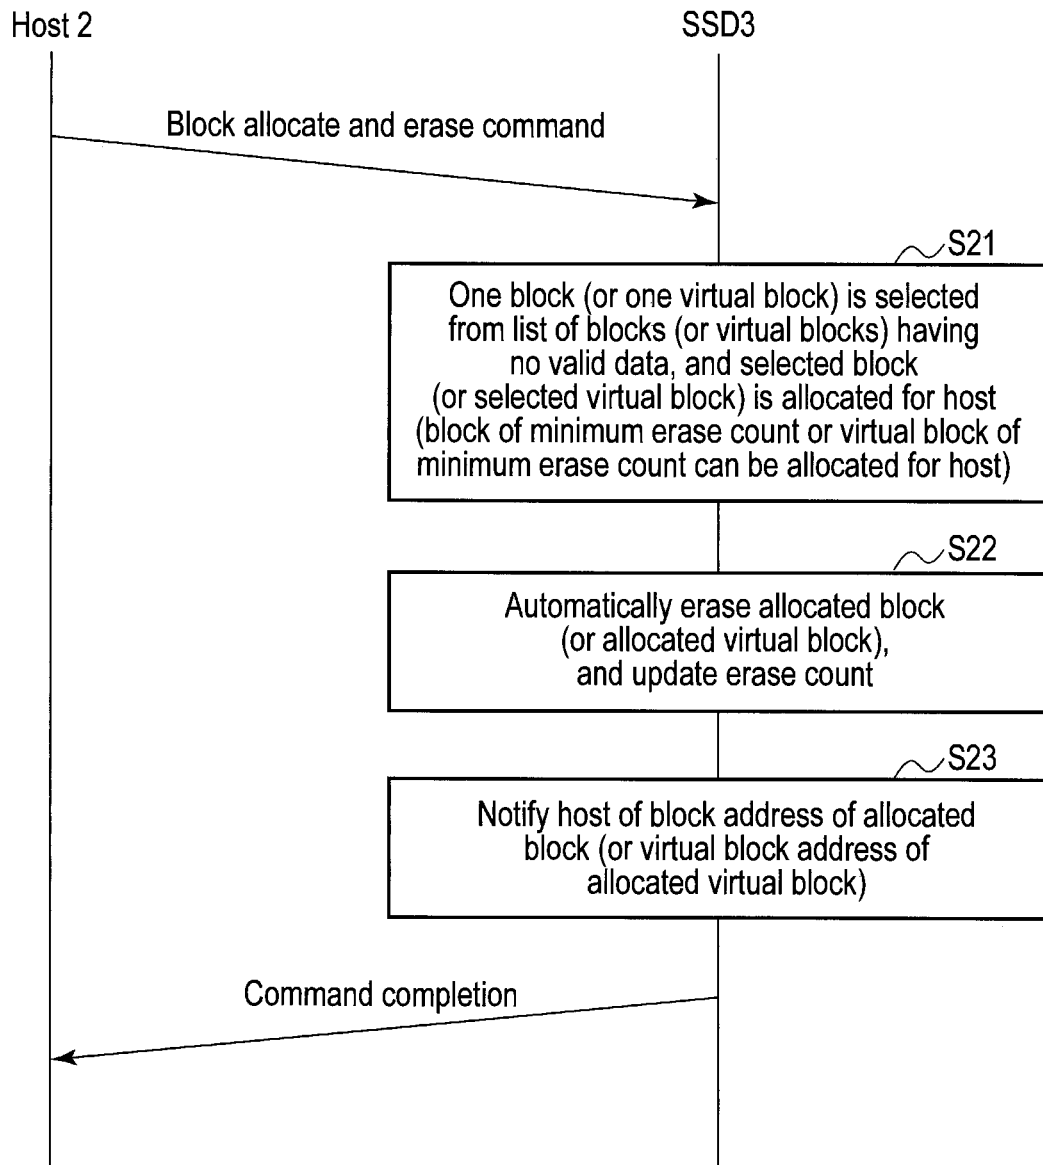 Host 2
SSD3
Block allocate and erase command
S21
One block (or one virtual block) is selected
from list of blocks (or virtual blocks) having
no valid data, and selected block
(or selected virtual block) is allocated for host
(block of minimum erase count or virtual block of
minimum erase count can be allocated for host)
S22
Automatically erase allocated block
(or allocated virtual block),
and update erase count
S23
Notify host of block address of allocated
block (or virtual block address of
allocated virtual block)
Command completion